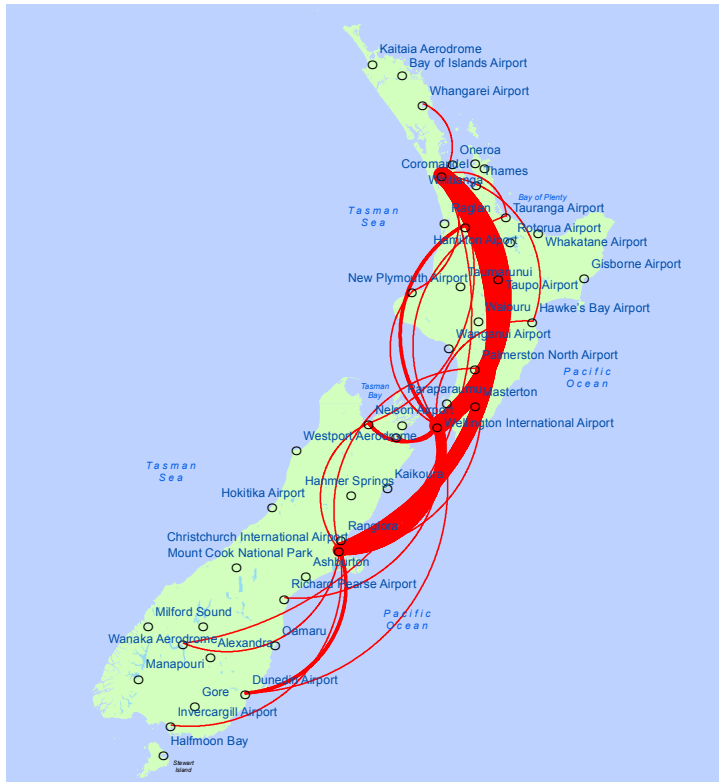 Kaitaia Aerodrome
Bay of Islands Airport
Whangarei Airport
Oneroa
Coromandel
Thames
Whitianga
Bay of Plenty
Tasman
Sea
Raglan
Tauranga Airport
Rotorua Airport
Hamilton Airport
Whakatane Airport
Gisborne Airport
New Plymouth Airport
Taumarunui
Taupo Airport
Waiouru
Hawke's Bay Airport
Wanganui Airport
Palmerston North Airport
Pacific
Ocean
Tasman
Bay
Paraparaumu
Masterton
Nelson Airport
Wellington International Airport
Westport Aerodrome
Tasman
Sea
Hanmer Springs
Kaikoura
Hokitika Airport
Rangiora
Christchurch International Airport
Mount Cook National Park
Ashburton
Richard Pearse Airport
Pacific
Ocean
Milford Sound
Wanaka Aerodrome
Alexandra
Oamaru
Manapouri
Dunedin Airport
Gore
Invercargill Airport
Halfmoon Bay
Stewart
Island